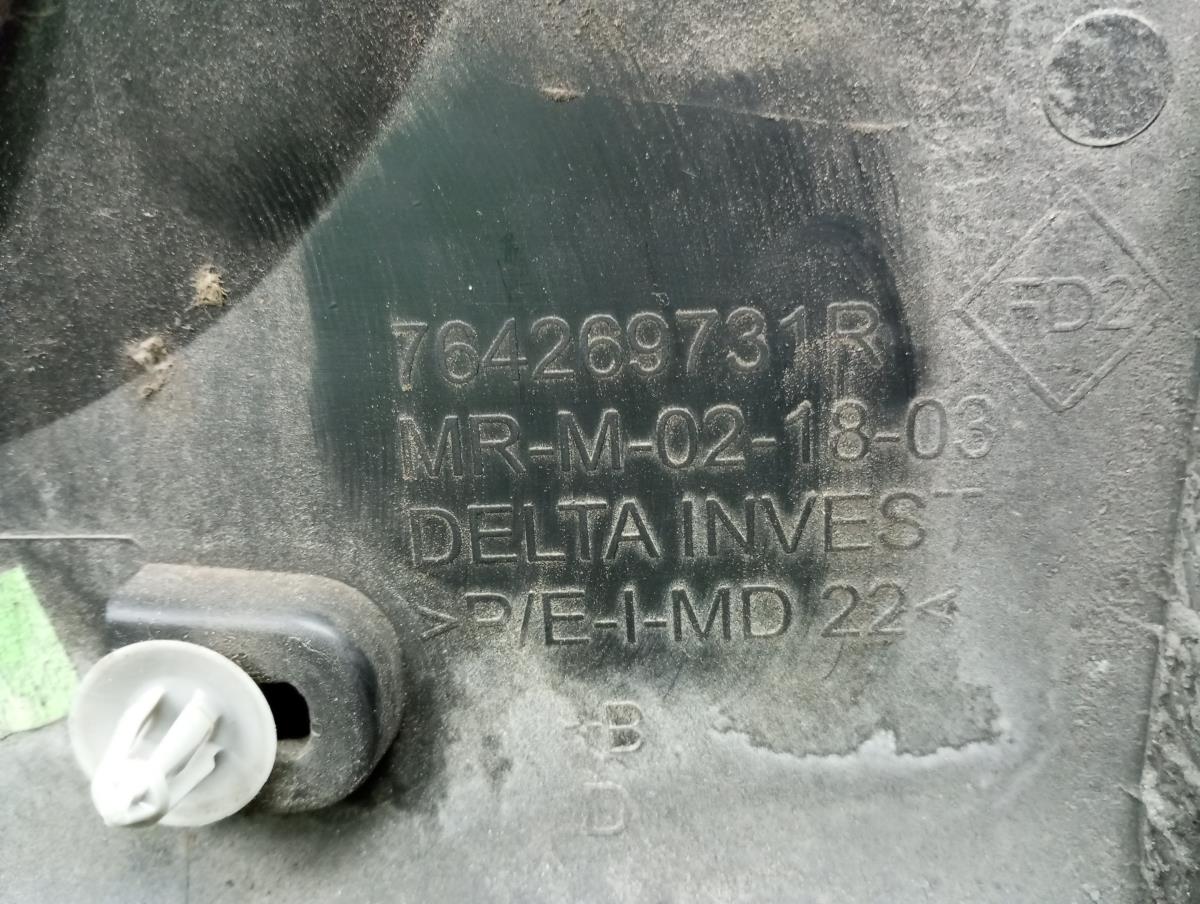 764269731R
FD2
MR-M-02-18-03
DELTA INVEST
>P/E-I-MD 22<
B
D